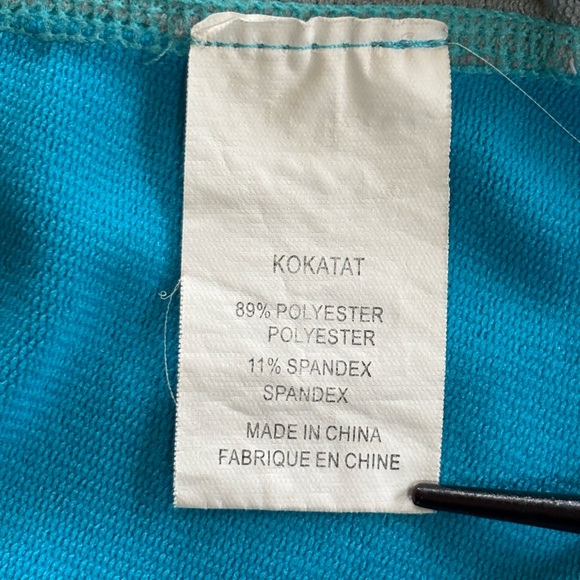 KOKATAT
89% POLYESTER
POLYESTER
11% SPANDEX
SPANDEX
MADE IN CHINA
FABRIQUE EN CHINE